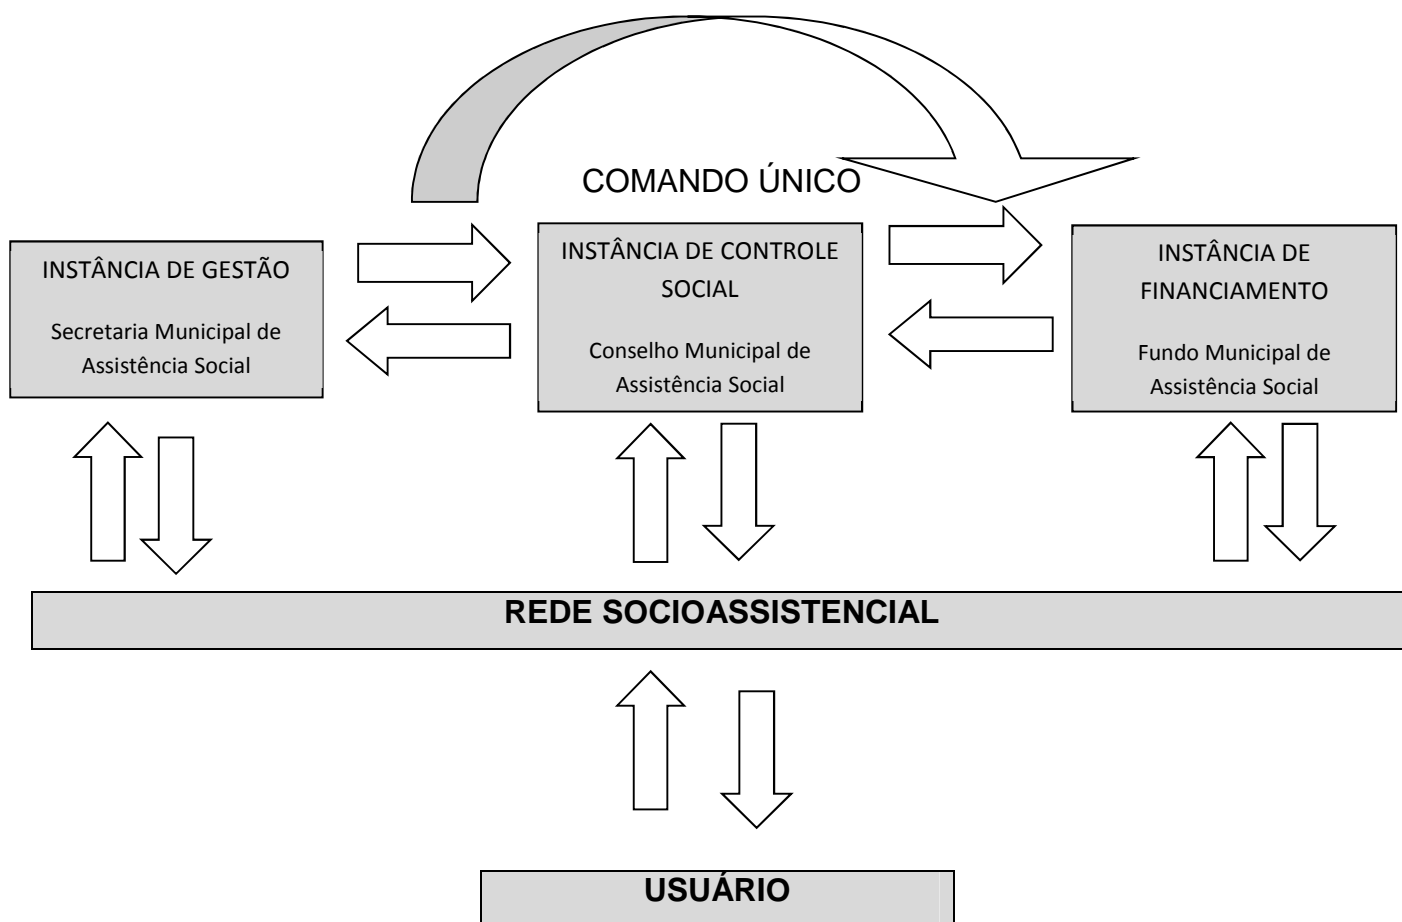 COMANDO ÚNICO
INSTÂNCIA DE GESTÃO
Secretaria Municipal de
Assistência Social
INSTÂNCIA DE CONTROLE
SOCIAL
Conselho Municipal de
Assistência Social
INSTÂNCIA DE
FINANCIAMENTO
Fundo Municipal de
Assistência Social
REDE SOCIOASSISTENCIAL
USUÁRIO